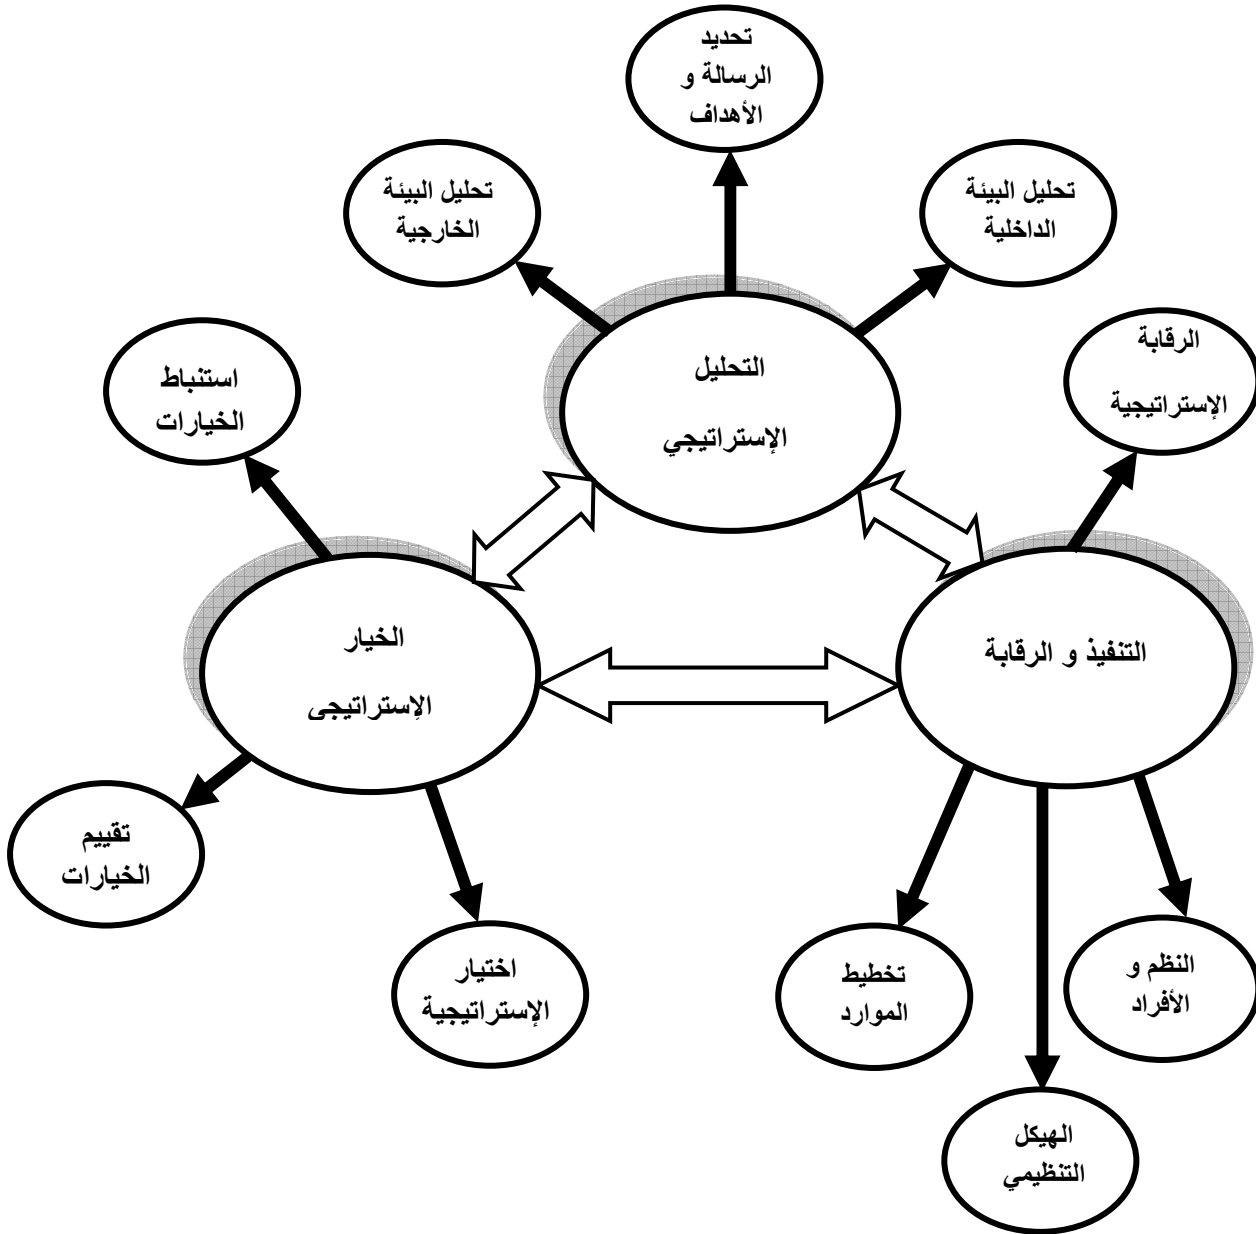 تحديد
الرسالة و
الأهداف
تحليل البيئة
الداخلية
تحليل البيئة
الخارجية
الرقابة
الإستراتيجية
التحليل
الإستراتيجي
استنباط
الخيارات
التنفيذ و الرقابة
الخيار
الإستراتيجي
تقييم
الخيارات
النظم و
الأفراد
تخطيط
الموارد
اختيار
الإستراتيجية
الهيكل
التنظيمي